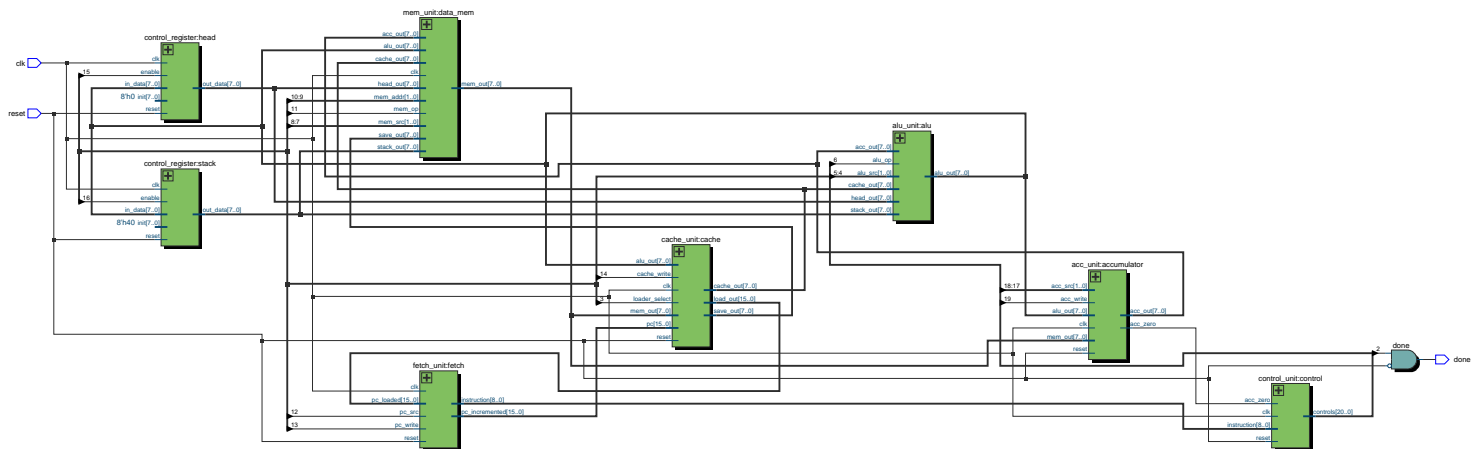 mem_unit:data_mem
acc_out[7..0]
alu_out[7..0]
cache_out[7..0]
clk
head_out[7..0]
10:9
mem_addr[1..0]
11
mem_op
8:7
mem_src[1..0]
save_out[7..0]
stack_out[7..0]
mem_out[7..0]
control_register:head
clk
clk
15
enable
in_data[7..0]
8'h0 init[7..0]
reset
reset
out_data[7..0]
control_register:stack
clk
16
enable
in_data[7..0]
8'h40 init[7..0]
reset
out_data[7..0]
alu_unit:alu
acc_out[7..0]
6
alu_op
5:4
alu_src[1..0]
cache_out[7..0]
head_out[7..0]
stack_out[7..0]
alu_out[7..0]
cache_unit:cache
alu_out[7..0]
14
cache_write
clk
3
loader_select
mem_out[7..0]
pc[15..0]
reset
cache_out[7..0]
load_out[15..0]
save_out[7..0]
acc_unit:accumulator
18:17
acc_src[1..0]
19
acc_write
alu_out[7..0]
clk
mem_out[7..0]
reset
acc_out[7..0]
acc_zero
fetch_unit:fetch
clk
pc_loaded[15..0]
12
pc_src
13
pc_write
reset
instruction[8..0]
pc_incremented[15..0]
control_unit:control
acc_zero
clk
instruction[8..0]
reset
controls[20..0]
2
done
done